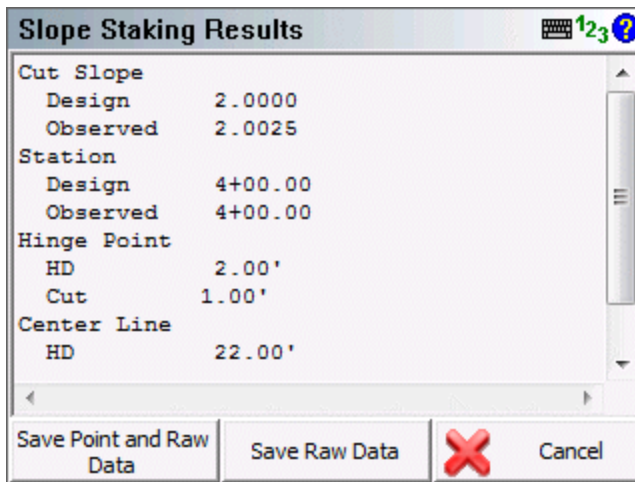 Slope Staking Results 123 ?
Cut Slope
Design 2.0000
Observed 2.0025
Station
Design 4+00.00
Observed 4+00.00
Hinge Point
HD 2.00'
Cut 1.00'
Center Line
HD 22.00'
Save Point and Raw
Data
Save Raw Data
Cancel